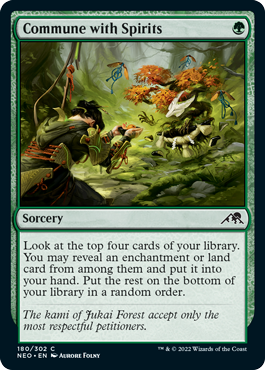 Commune with Spirits
Sorcery
Look at the top four cards of your library.
You may reveal an enchantment or land
card from among them and put it into your
hand. Put the rest on the bottom of
your library in a random order.
The kami of Jukai Forest accept only the
most respectful petitioners.
180/302 C
NEO • EN Aurore Folny
™ & © 2022 Wizards of the Coast